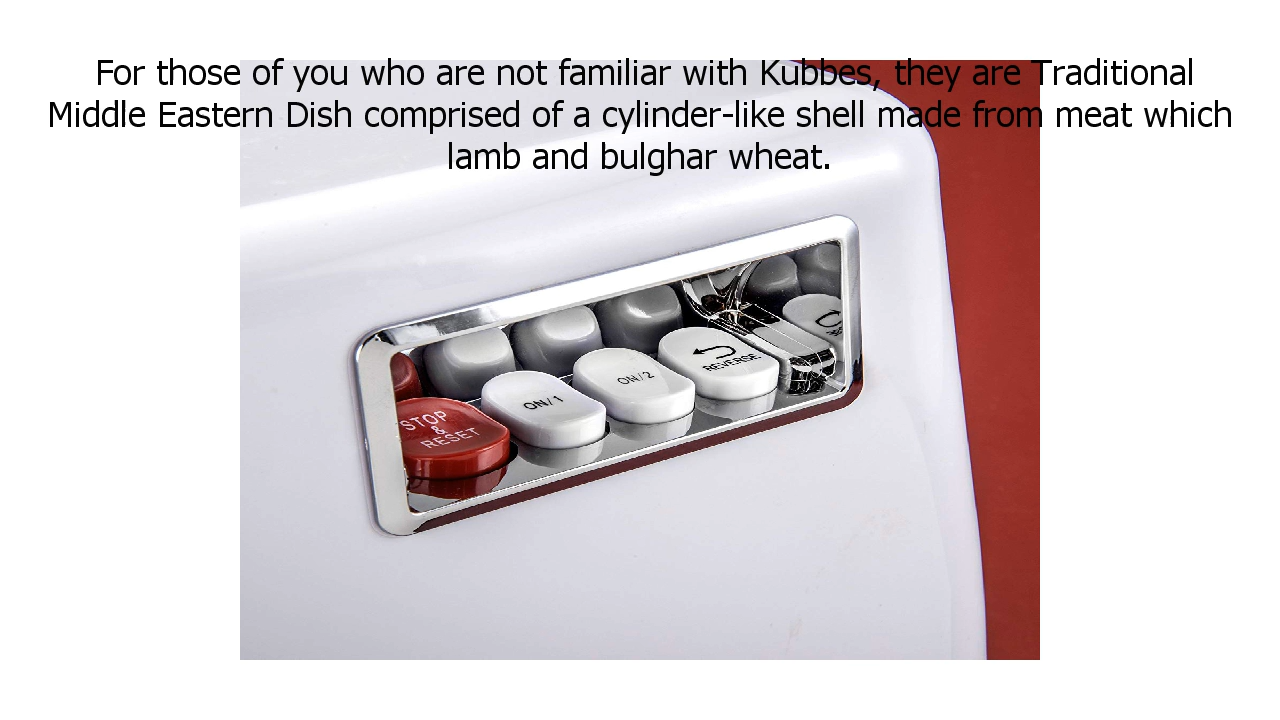 For those of you who are not familiar with Kubbes, they are Traditional
Middle Eastern Dish comprised of a cylinder-like shell made from meat which
lamb and bulghar wheat.
REVERSE
ON/2
ON/1
STOP
&
RESET